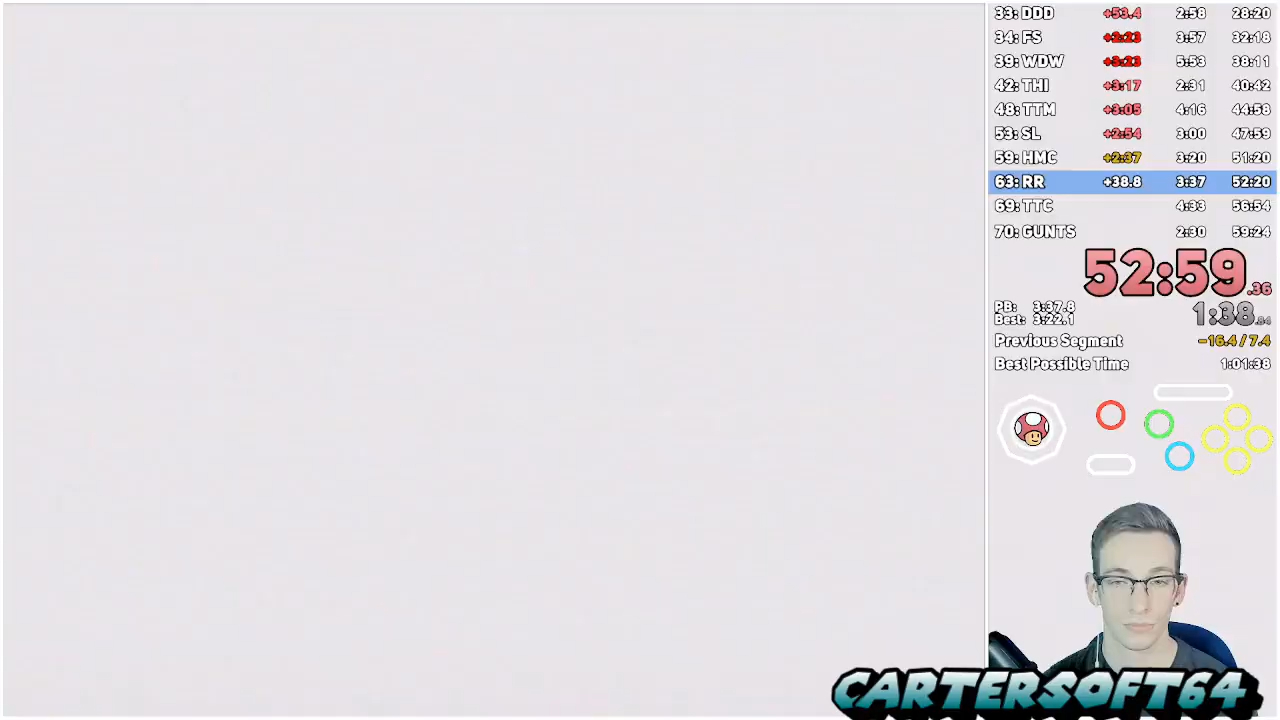 33: DDD +53.4 2:58 28:20
34: FS +2:23 3:57 32:18
39: WDW +3:23 5:53 38:11
42: THI +3:17 2:31 40:42
48: TTM +3:05 4:16 44:58
53: SL +2:54 3:00 47:59
59: HMC +2:37 3:20 51:20
63: RR +38.8 3:37 52:20
69: TTC 4:33 56:54
70: GUNTS 2:30 59:24
52:59.36
PB: 3:37.8
Best: 3:22.1
1:38
Previous Segment -16.4 / 7.4
Best Possible Time 1:01:38
CARTERSOFT64